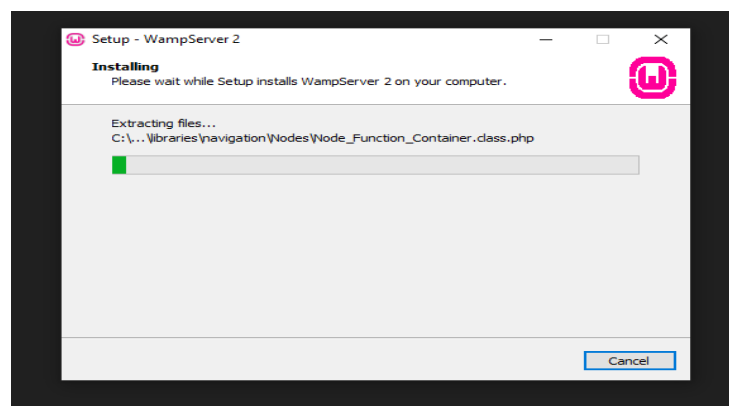 Setup - WampServer 2
Installing
Please wait while Setup installs WampServer 2 on your computer.
Extracting files...
C:\...\libraries\navigation\Nodes\Node_Function_Container.class.php
Cancel